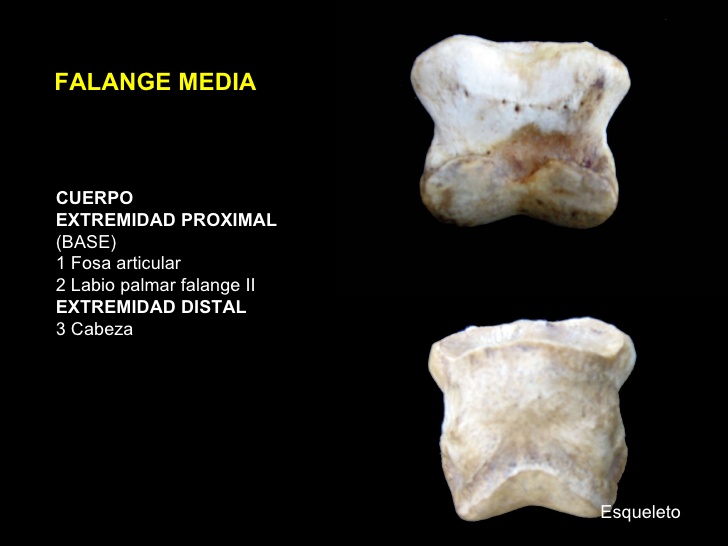 FALANGE MEDIA
CUERPO
EXTREMIDAD PROXIMAL
(BASE)
1 Fosa articular
2 Labio palmar falange II
EXTREMIDAD DISTAL
3 Cabeza
Esqueleto